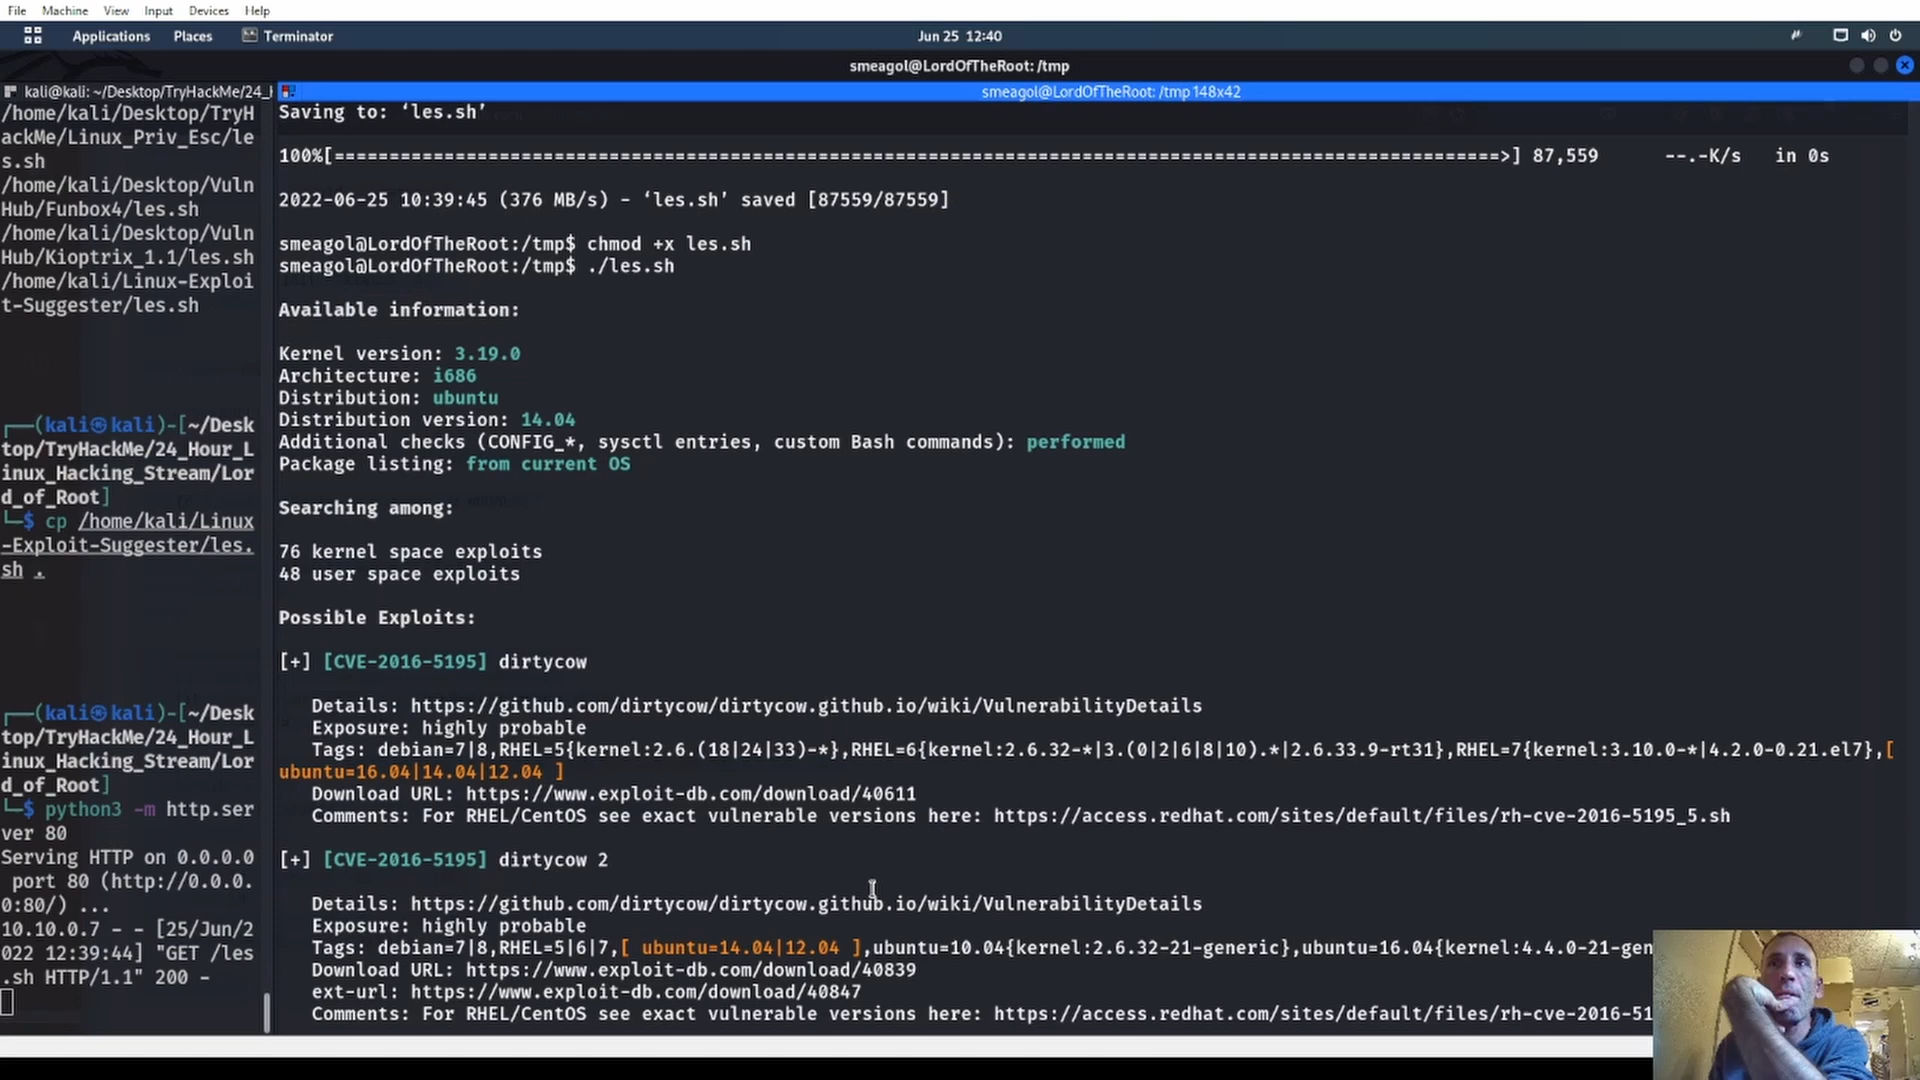 File Machine View Input Devices Help
Applications Places Terminator Jun 25 12:40
smeagol@LordOfTheRoot: /tmp
kali@kali: ~/Desktop/TryHackMe/24_H
/home/kali/Desktop/TryH
ackMe/Linux_Priv_Esc/le
s.sh
/home/kali/Desktop/Vuln
Hub/Funbox4/les.sh
/home/kali/Desktop/Vuln
Hub/Kioptrix_1.1/les.sh
/home/kali/Linux-Exploi
t-Suggester/les.sh
┌──(kali㉿kali)-[~/Desk
top/TryHackMe/24_Hour_L
inux_Hacking_Stream/Lor
d_of_Root]
└─$ cp /home/kali/Linux
-Exploit-Suggester/les.
sh .
┌──(kali㉿kali)-[~/Desk
top/TryHackMe/24_Hour_L
inux_Hacking_Stream/Lor
d_of_Root]
└─$ python3 -m http.ser
ver 80
Serving HTTP on 0.0.0.0
port 80 (http://0.0.0.
0:80/) ...
10.10.0.7 - - [25/Jun/2
022 12:39:44] "GET /les
.sh HTTP/1.1" 200 -
smeagol@LordOfTheRoot: /tmp 148x42
Saving to: ‘les.sh’
100%[===========================================================================================================>] 87,559 --.-K/s in 0s
2022-06-25 10:39:45 (376 MB/s) - ‘les.sh’ saved [87559/87559]
smeagol@LordOfTheRoot:/tmp$ chmod +x les.sh
smeagol@LordOfTheRoot:/tmp$ ./les.sh
Available information:
Kernel version: 3.19.0
Architecture: i686
Distribution: ubuntu
Distribution version: 14.04
Additional checks (CONFIG_*, sysctl entries, custom Bash commands): performed
Package listing: from current OS
Searching among:
76 kernel space exploits
48 user space exploits
Possible Exploits:
[+] [CVE-2016-5195] dirtycow
Details: https://github.com/dirtycow/dirtycow.github.io/wiki/VulnerabilityDetails
Exposure: highly probable
Tags: debian=7|8,RHEL=5{kernel:2.6.(18|24|33)-*},RHEL=6{kernel:2.6.32-*|3.(0|2|6|8|10).*|2.6.33.9-rt31},RHEL=7{kernel:3.10.0-*|4.2.0-0.21.el7},[
ubuntu=16.04|14.04|12.04 ]
Download URL: https://www.exploit-db.com/download/40611
Comments: For RHEL/CentOS see exact vulnerable versions here: https://access.redhat.com/sites/default/files/rh-cve-2016-5195_5.sh
[+] [CVE-2016-5195] dirtycow 2
Details: https://github.com/dirtycow/dirtycow.github.io/wiki/VulnerabilityDetails
Exposure: highly probable
Tags: debian=7|8,RHEL=5|6|7,[ ubuntu=14.04|12.04 ],ubuntu=10.04{kernel:2.6.32-21-generic},ubuntu=16.04{kernel:4.4.0-21-gen
Download URL: https://www.exploit-db.com/download/40839
ext-url: https://www.exploit-db.com/download/40847
Comments: For RHEL/CentOS see exact vulnerable versions here: https://access.redhat.com/sites/default/files/rh-cve-2016-51